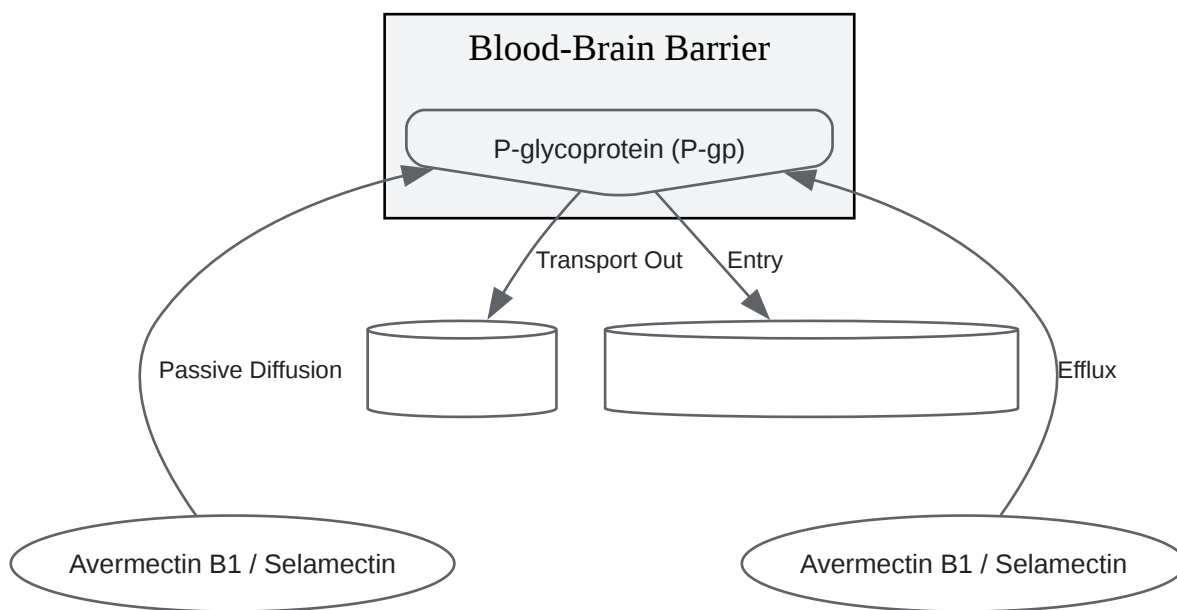 Blood-Brain Barrier
P-glycoprotein (P-gp)
Transport Out
Entry
Passive Diffusion
Efflux
Avermectin B1 / Selamectin
Avermectin B1 / Selamectin